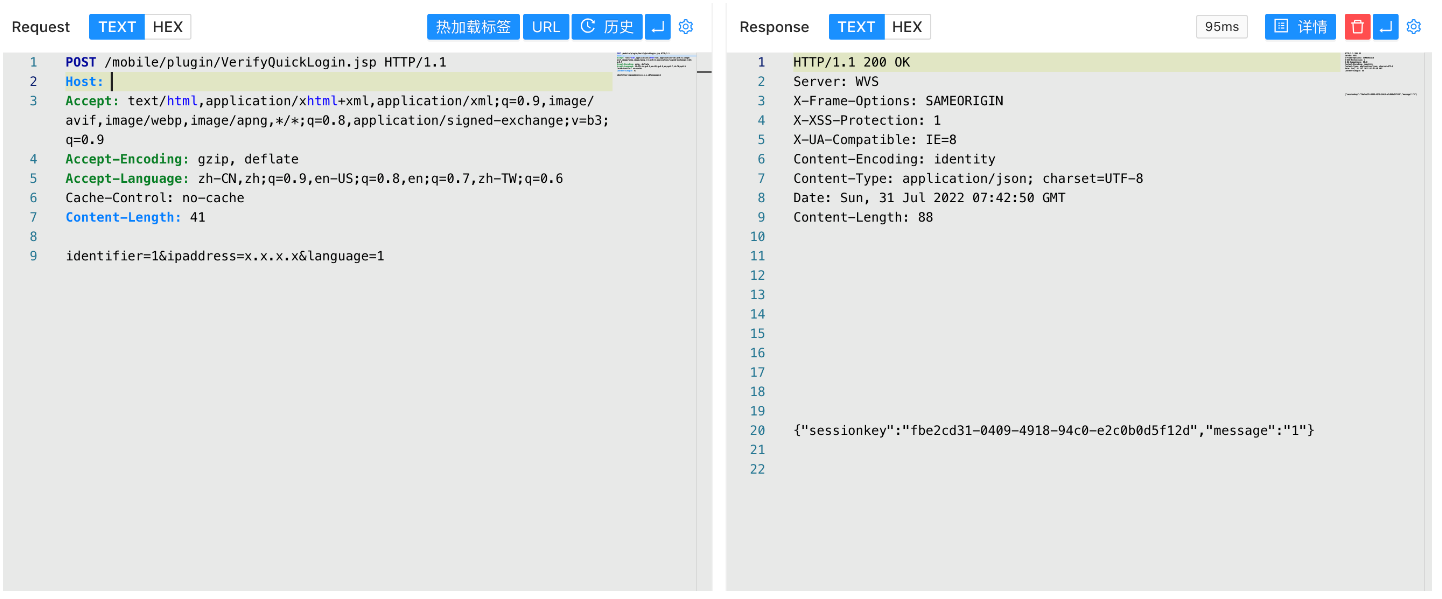 Request TEXT HEX 热加载标签 URL 历史
1 POST /mobile/plugin/VerifyQuickLogin.jsp HTTP/1.1
2 Host:
3 Accept: text/html,application/xhtml+xml,application/xml;q=0.9,image/
avif,image/webp,image/apng,*/*;q=0.8,application/signed-exchange;v=b3;
q=0.9
4 Accept-Encoding: gzip, deflate
5 Accept-Language: zh-CN,zh;q=0.9,en-US;q=0.8,en;q=0.7,zh-TW;q=0.6
6 Cache-Control: no-cache
7 Content-Length: 41
8
9 identifier=1&ipaddress=x.x.x.x&language=1
Response TEXT HEX 95ms 详情
1 HTTP/1.1 200 OK
2 Server: WVS
3 X-Frame-Options: SAMEORIGIN
4 X-XSS-Protection: 1
5 X-UA-Compatible: IE=8
6 Content-Encoding: identity
7 Content-Type: application/json; charset=UTF-8
8 Date: Sun, 31 Jul 2022 07:42:50 GMT
9 Content-Length: 88
10
11
12
13
14
15
16
17
18
19
20 {"sessionkey":"fbe2cd31-0409-4918-94c0-e2c0b0d5f12d","message":"1"}
21
22